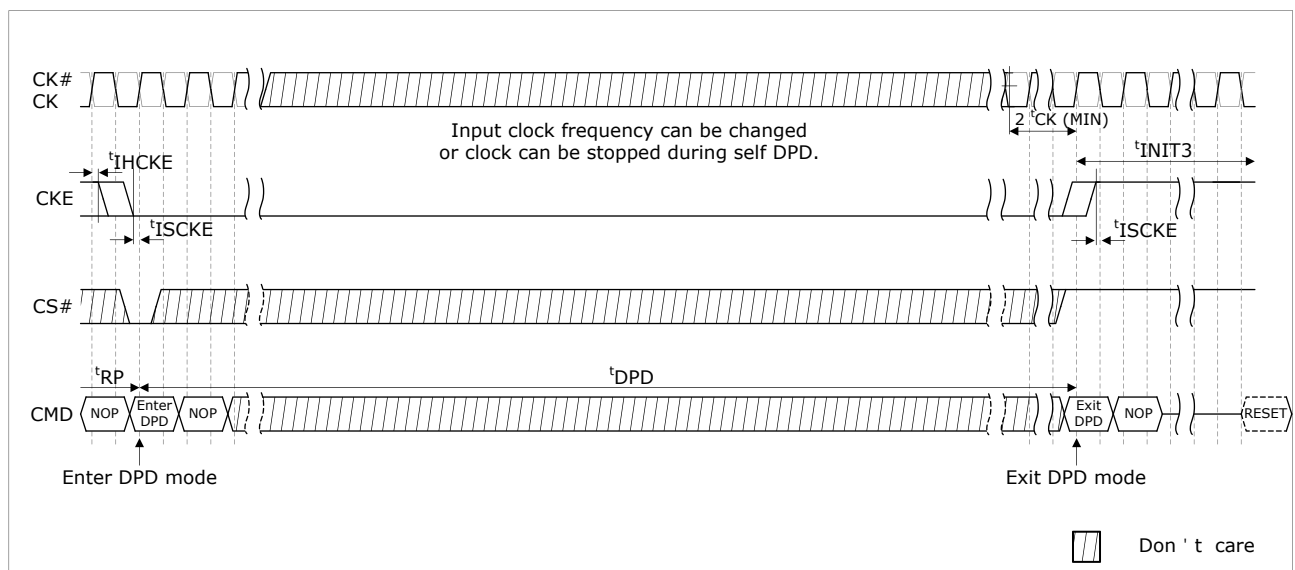 CK#
CK
2 tCK (MIN)
Input clock frequency can be changed
or clock can be stopped during self DPD.
tIHCKE
tINIT3
CKE
tISCKE
tISCKE
CS#
tRP
tDPD
CMD
NOP
Enter
DPD
NOP
Exit
DPD
NOP
RESET
Enter DPD mode
Exit DPD mode
Don ' t care